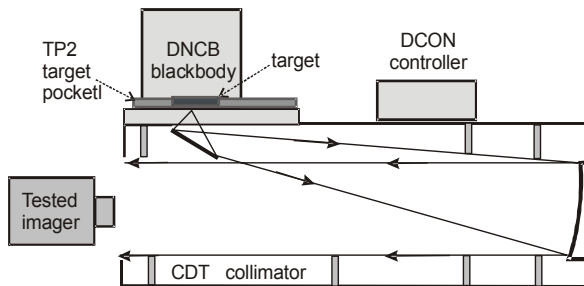 TP2
target
pocketl
DNCB
blackbody
target
DCON
controller
Tested
imager
CDT collimator